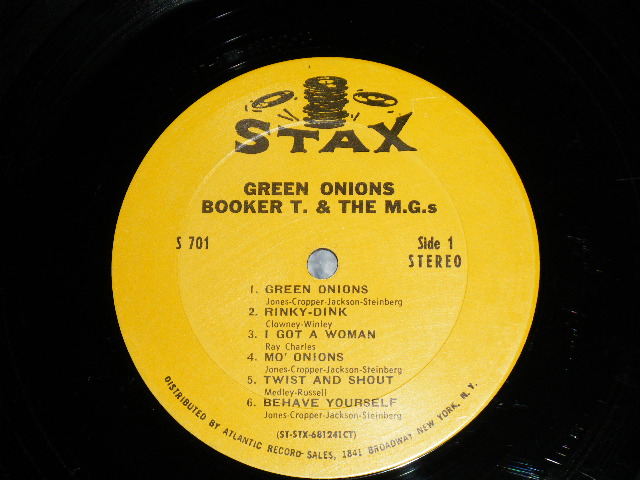 STAX
GREEN ONIONS
BOOKER T. & THE M.G.s
S 701
Side 1
STEREO
1. GREEN ONIONS
Jones-Cropper-Jackson-Steinberg
2. RINKY-DINK
Clowney-Winley
3. I GOT A WOMAN
Ray Charles
4. MO' ONIONS
Jones-Cropper-Jackson-Steinberg
5. TWIST AND SHOUT
Medley-Russell
6. BEHAVE YOURSELF
Jones-Cropper-Jackson-Steinberg
(ST-STX-681241CT)
DISTRIBUTED BY ATLANTIC RECORD SALES, 1841 BROADWAY NEW YORK, N.Y.